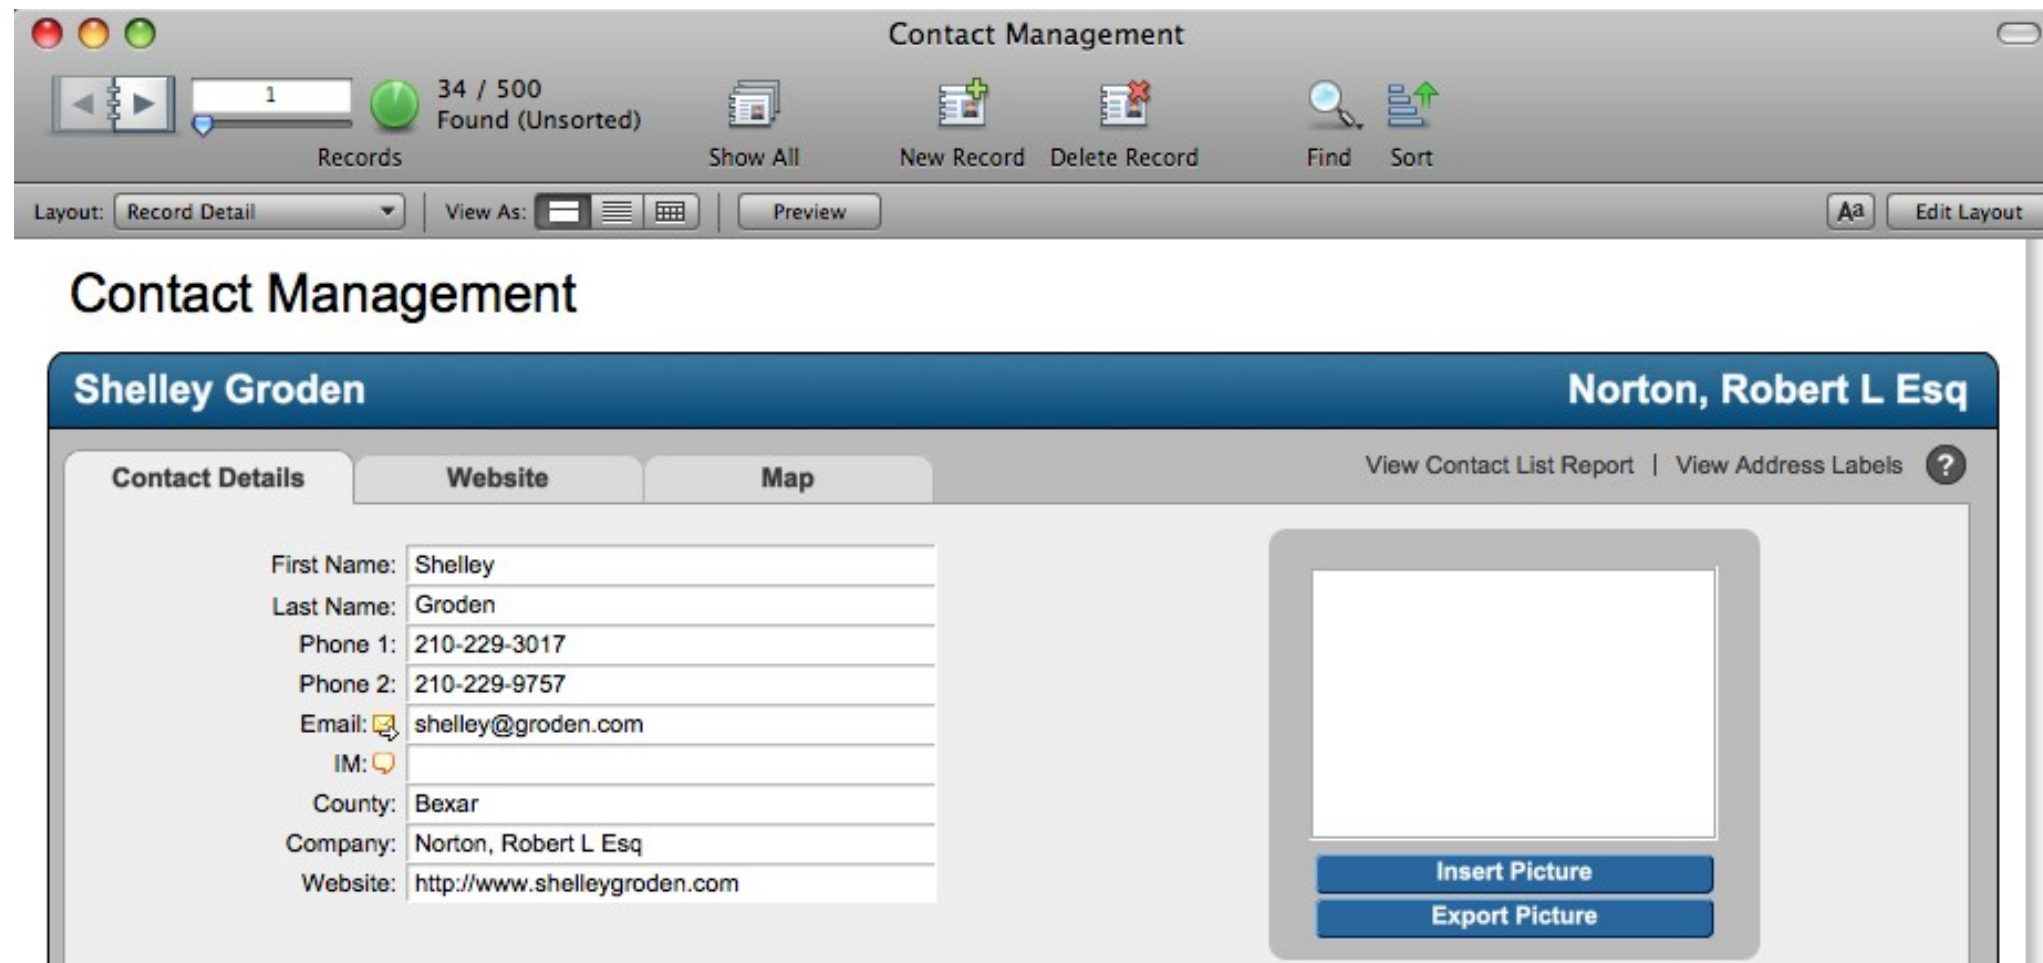 Contact Management
1
34 / 500
Found (Unsorted)
Records
Show All
New Record
Delete Record
Find
Sort
Layout: Record Detail
View As:
Preview
Aa
Edit Layout
Contact Management
Shelley Groden
Norton, Robert L Esq
Contact Details
Website
Map
View Contact List Report | View Address Labels ?
First Name: Shelley
Last Name: Groden
Phone 1: 210-229-3017
Phone 2: 210-229-9757
Email: shelley@groden.com
IM:
County: Bexar
Company: Norton, Robert L Esq
Website: http://www.shelleygroden.com
Insert Picture
Export Picture